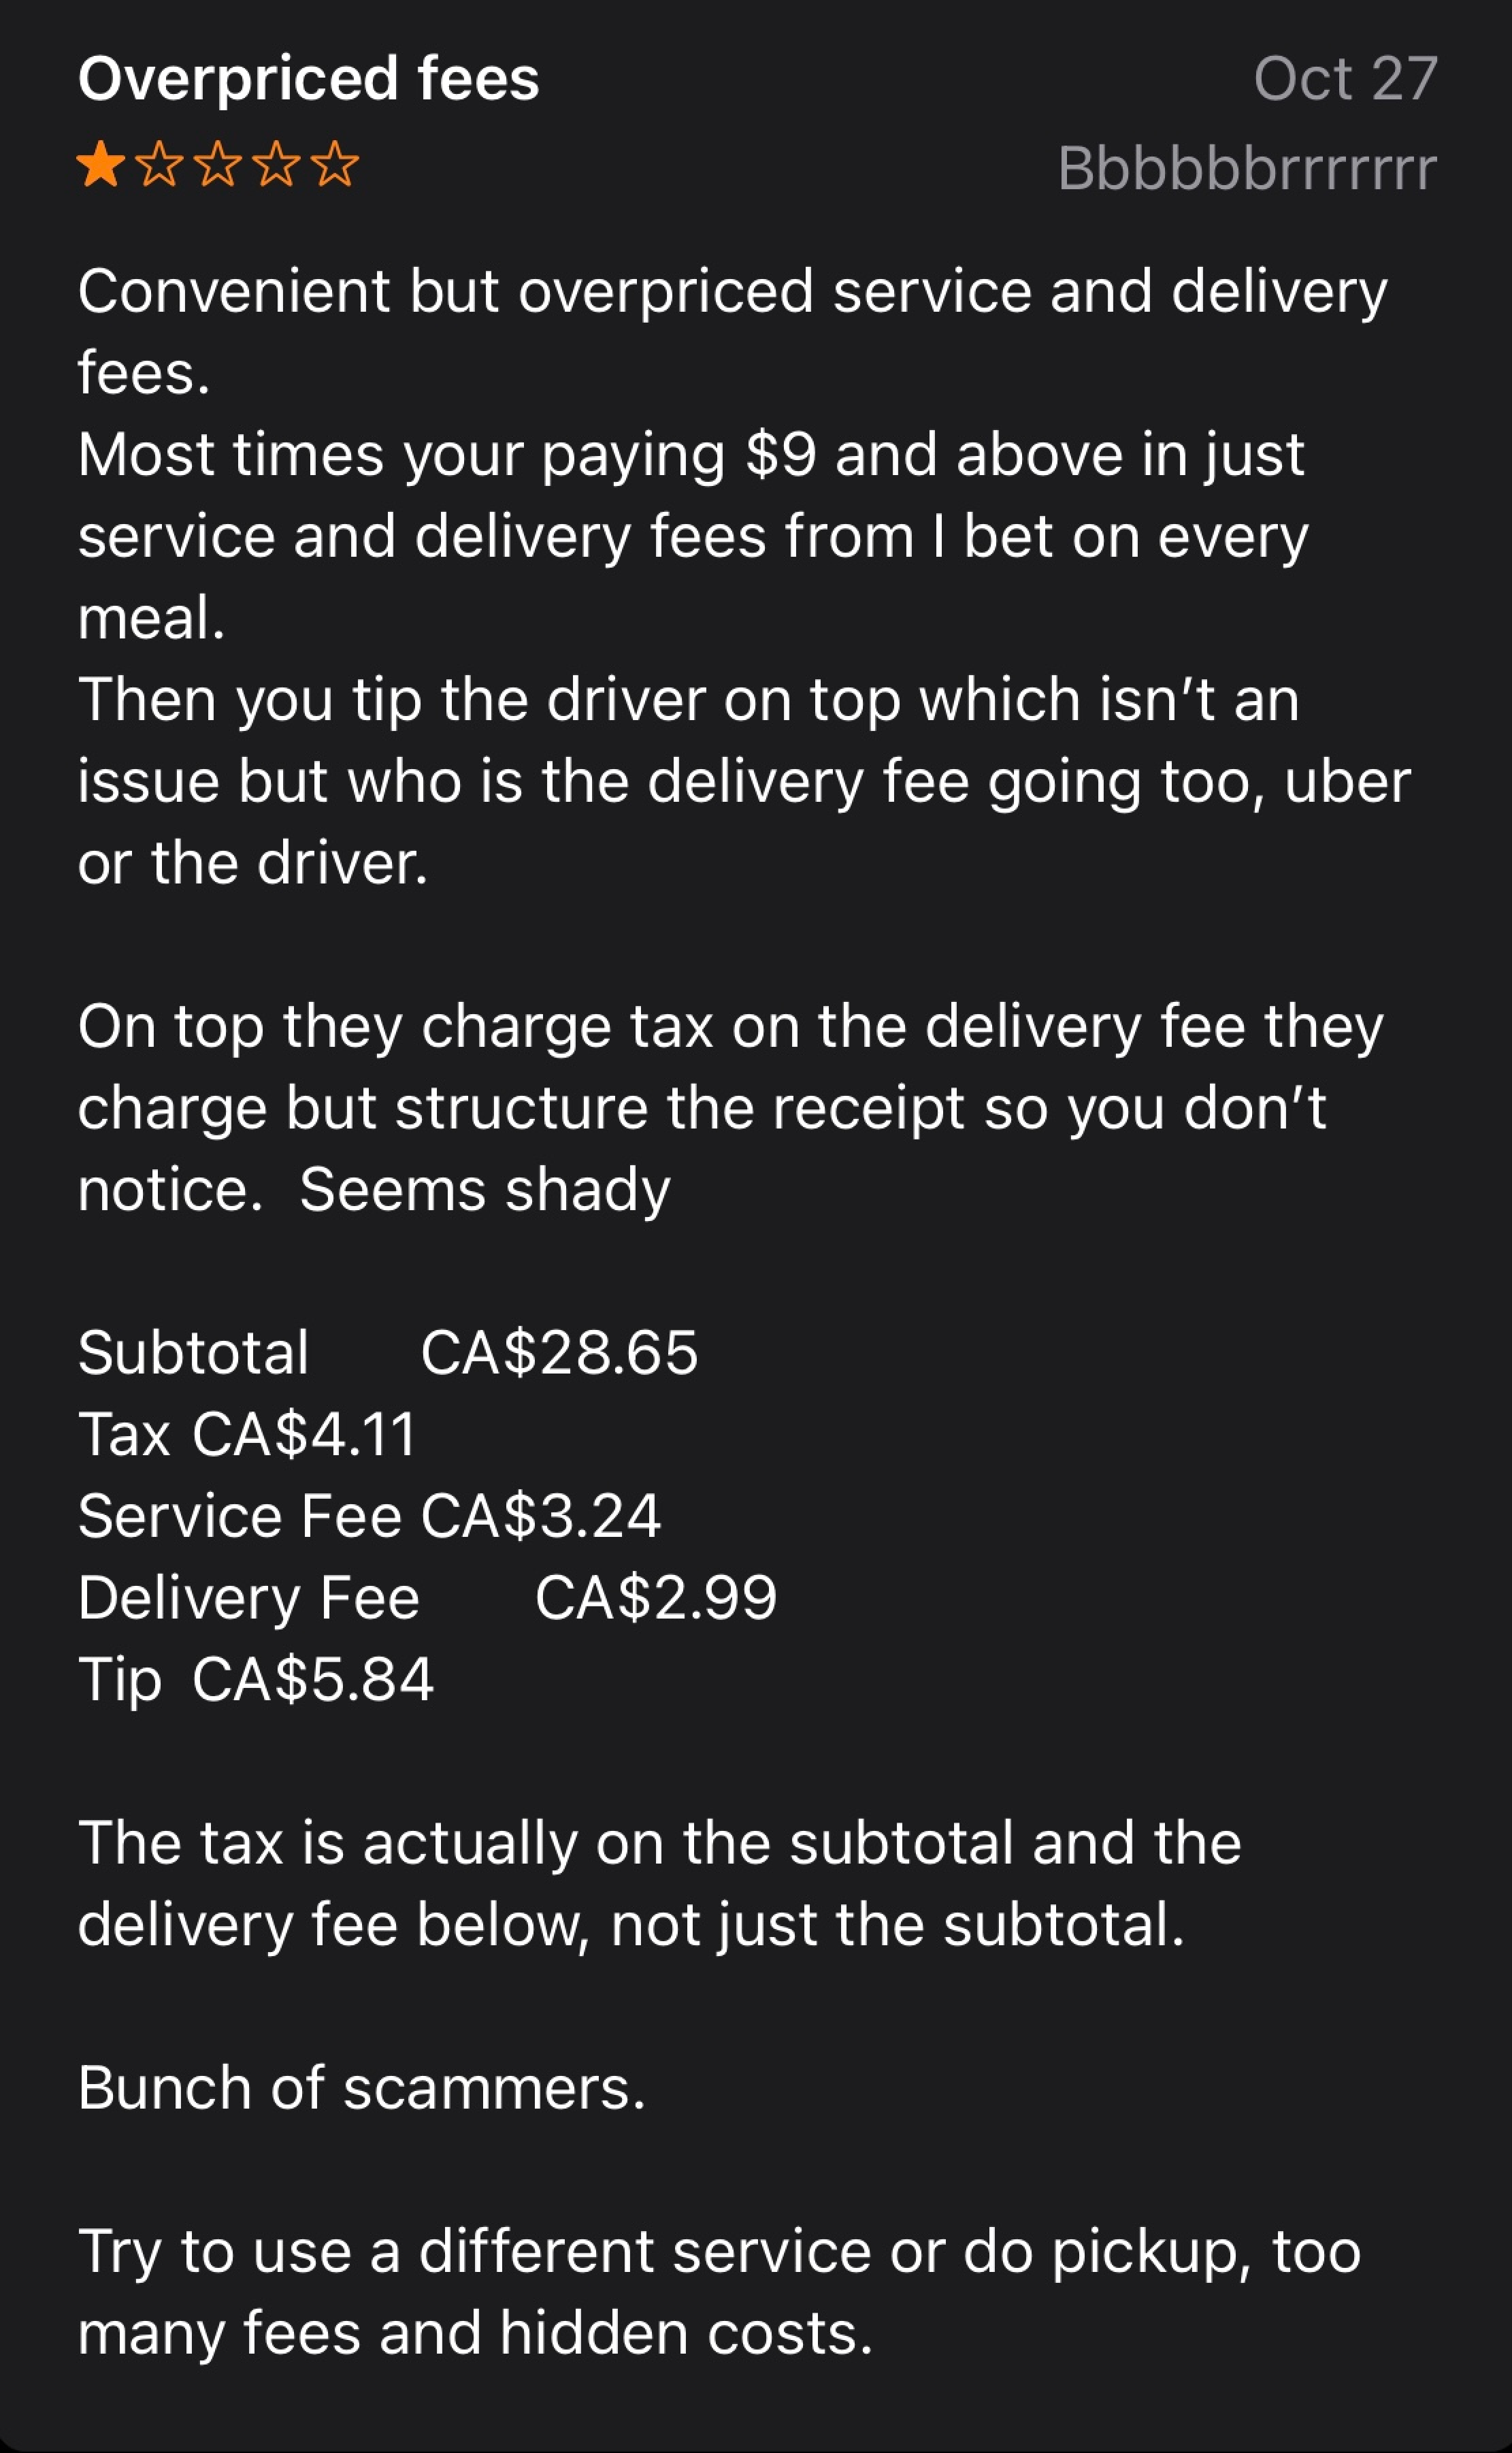 Overpriced fees
Oct 27
★☆☆☆☆
Bbbbbbrrrrrrr
Convenient but overpriced service and delivery
fees.
Most times your paying $9 and above in just
service and delivery fees from I bet on every
meal.
Then you tip the driver on top which isn’t an
issue but who is the delivery fee going too, uber
or the driver.
On top they charge tax on the delivery fee they
charge but structure the receipt so you don’t
notice.  Seems shady
Subtotal CA$28.65
Tax CA$4.11
Service Fee CA$3.24
Delivery Fee CA$2.99
Tip CA$5.84
The tax is actually on the subtotal and the
delivery fee below, not just the subtotal.
Bunch of scammers.
Try to use a different service or do pickup, too
many fees and hidden costs.